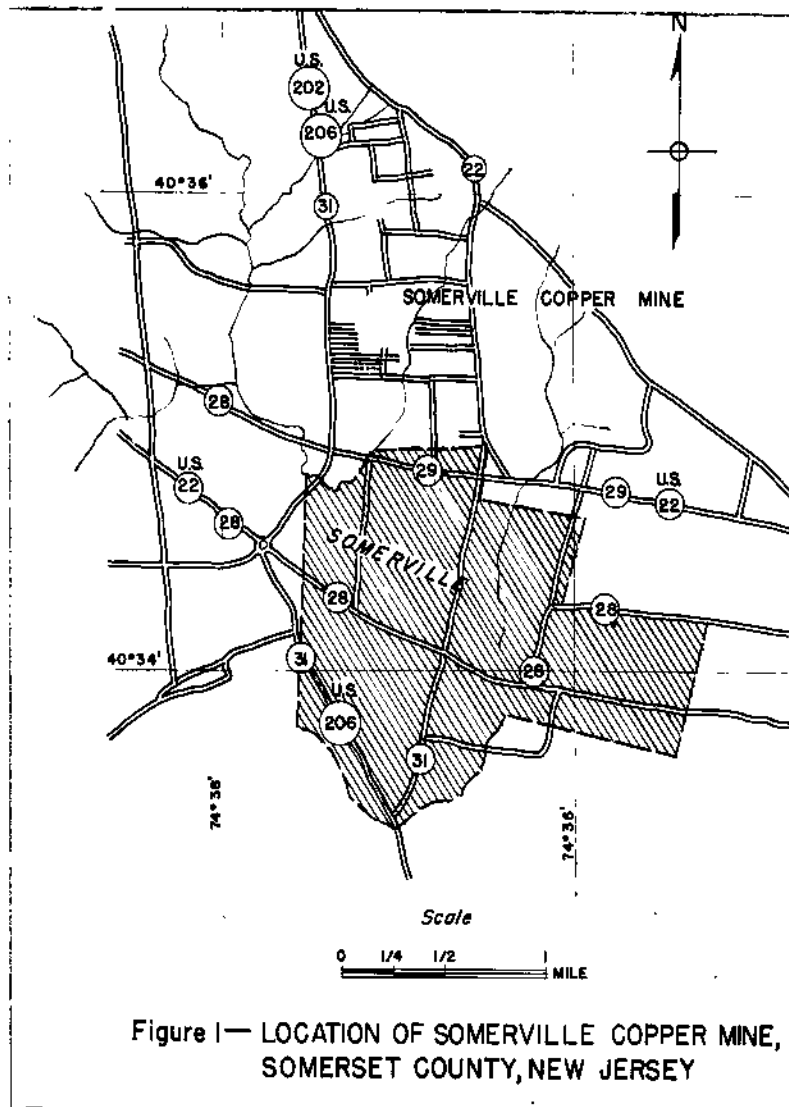 N
U.S.
202
U.S.
206
22
40°36'
31
SOMERVILLE COPPER MINE
28
29
U.S.
22
29
U.S.
22
28
SOMERVILLE
28
28
40°34'
31
28
U.S.
206
31
74°38'
74°36'
Scale
0 1/4 1/2 1
MILE
Figure 1— LOCATION OF SOMERVILLE COPPER MINE,
SOMERSET COUNTY, NEW JERSEY